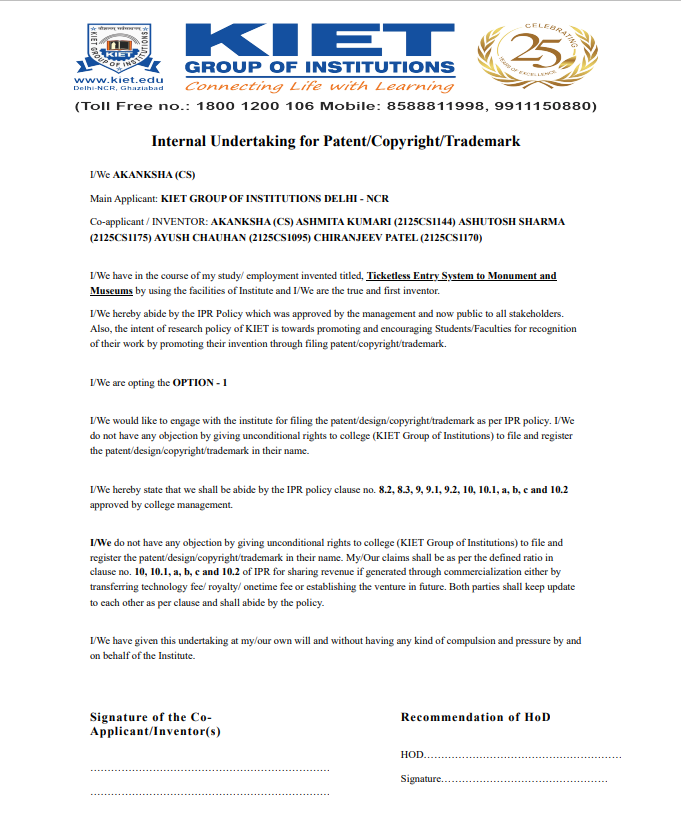 KIET GROUP OF INSTITUTIONS
KIET
www.kiet.edu
Delhi-NCR, Ghaziabad
KIET
GROUP OF INSTITUTIONS
Connecting Life with Learning
CELEBRATING
25
YEARS OF EXCELLENCE
(Toll Free no.: 1800 1200 106 Mobile: 8588811998, 9911150880)
Internal Undertaking for Patent/Copyright/Trademark
I/We AKANKSHA (CS)
Main Applicant: KIET GROUP OF INSTITUTIONS DELHI - NCR
Co-applicant / INVENTOR: AKANKSHA (CS) ASHMITA KUMARI (2125CS1144) ASHUTOSH SHARMA
(2125CS1175) AYUSH CHAUHAN (2125CS1095) CHIRANJEEV PATEL (2125CS1170)
I/We have in the course of my study/ employment invented titled, Ticketless Entry System to Monument and
Museums by using the facilities of Institute and I/We are the true and first inventor.
I/We hereby abide by the IPR Policy which was approved by the management and now public to all stakeholders.
Also, the intent of research policy of KIET is towards promoting and encouraging Students/Faculties for recognition
of their work by promoting their invention through filing patent/copyright/trademark.
I/We are opting the OPTION - 1
I/We would like to engage with the institute for filing the patent/design/copyright/trademark as per IPR policy. I/We
do not have any objection by giving unconditional rights to college (KIET Group of Institutions) to file and register
the patent/design/copyright/trademark in their name.
I/We hereby state that we shall be abide by the IPR policy clause no. 8.2, 8.3, 9, 9.1, 9.2, 10, 10.1, a, b, c and 10.2
approved by college management.
I/We do not have any objection by giving unconditional rights to college (KIET Group of Institutions) to file and
register the patent/design/copyright/trademark in their name. My/Our claims shall be as per the defined ratio in
clause no. 10, 10.1, a, b, c and 10.2 of IPR for sharing revenue if generated through commercialization either by
transferring technology fee/ royalty/ onetime fee or establishing the venture in future. Both parties shall keep update
to each other as per clause and shall abide by the policy.
I/We have given this undertaking at my/our own will and without having any kind of compulsion and pressure by and
on behalf of the Institute.
Signature of the Co-
Applicant/Inventor(s)
……………………………………………………………
……………………………………………………………
Recommendation of HoD
HOD…………………………………………………
Signature…………………………………………